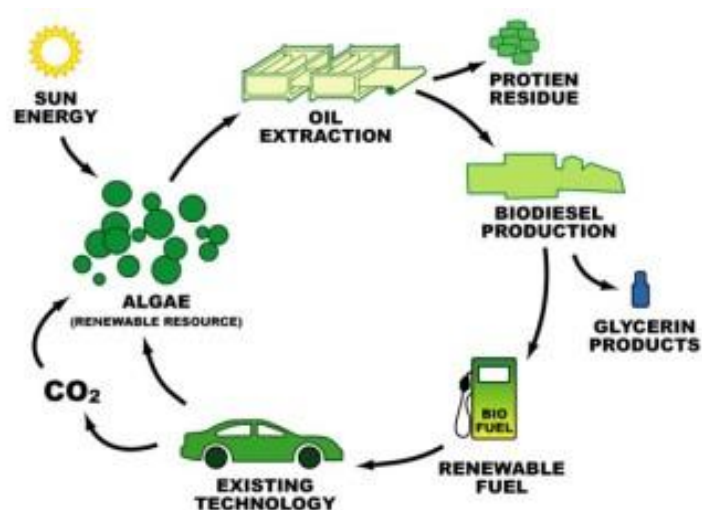 SUN
ENERGY
OIL
EXTRACTION
PROTIEN
RESIDUE
BIODIESEL
PRODUCTION
GLYCERIN
PRODUCTS
BIO
FUEL
RENEWABLE
FUEL
EXISTING
TECHNOLOGY
CO₂
ALGAE
(RENEWABLE RESOURCE)